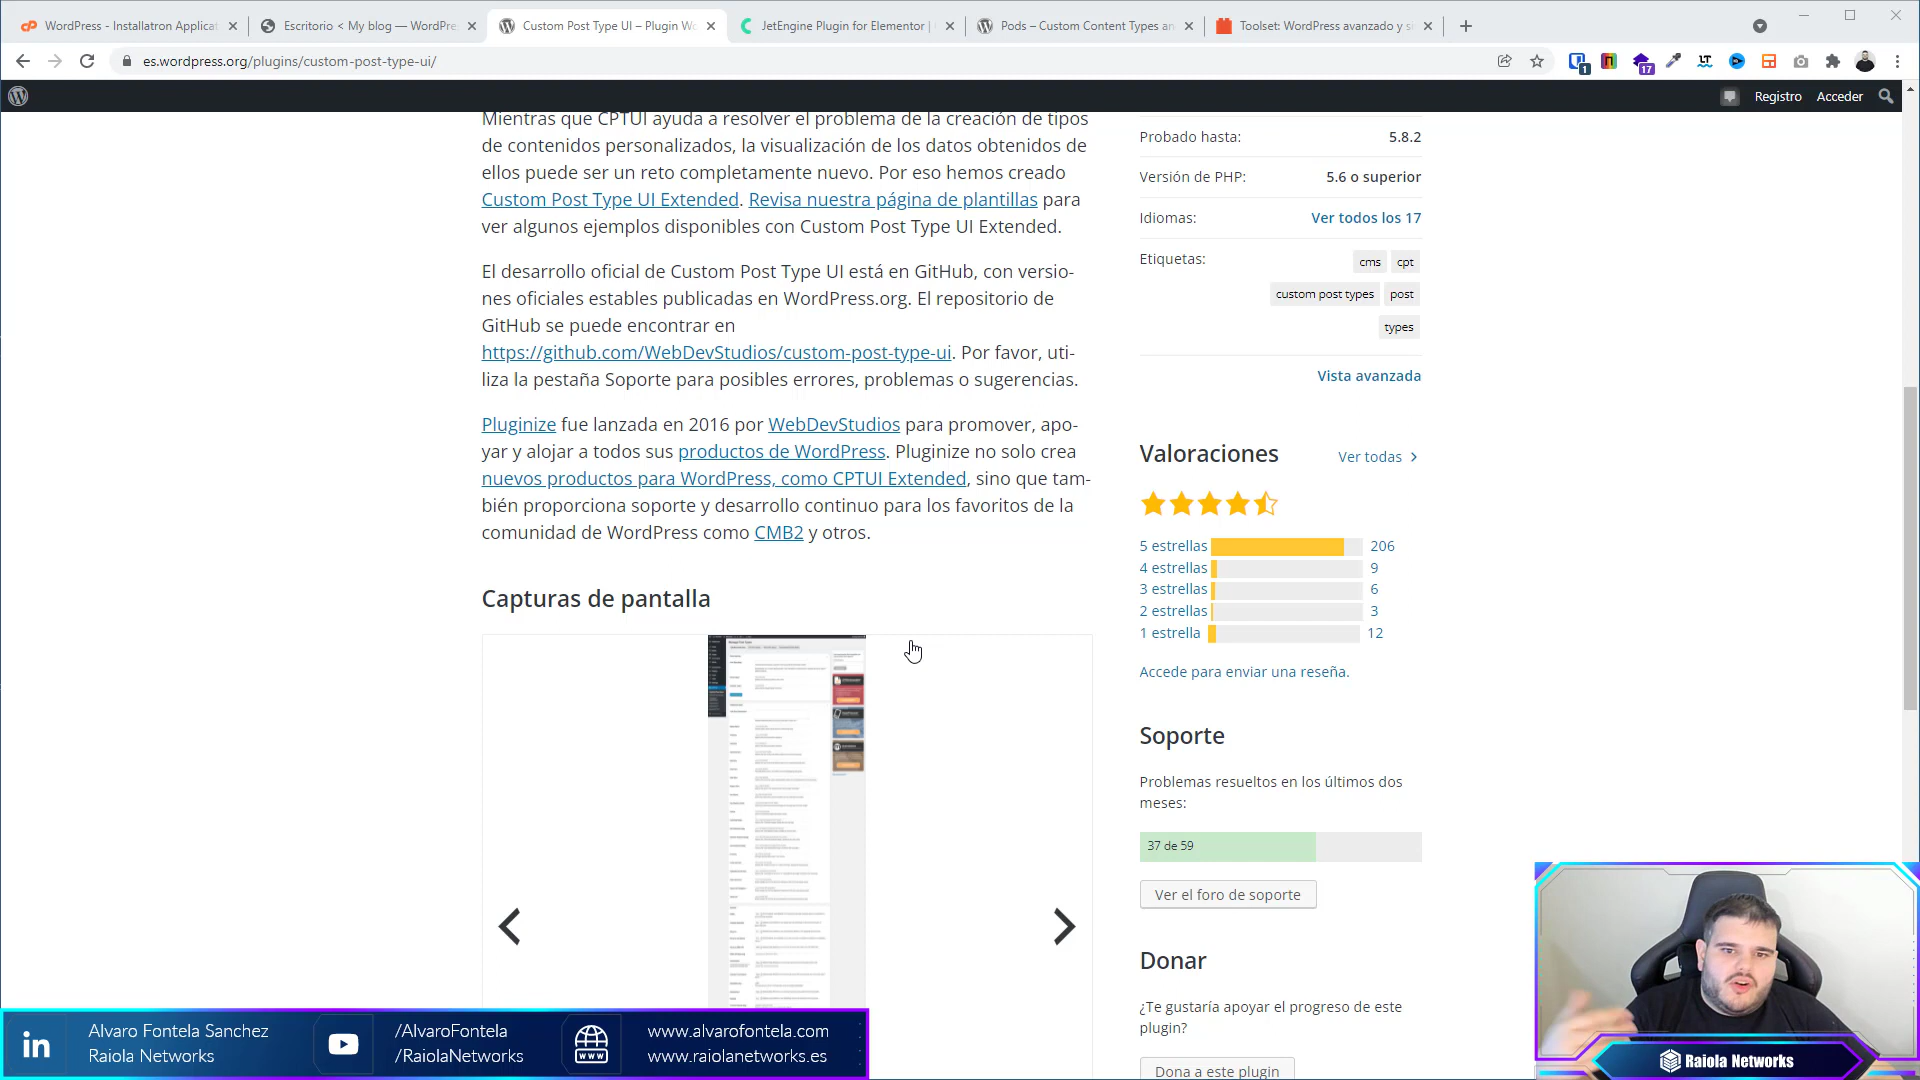 WordPress - Installatron Applicat
Escritorio < My blog — WordPre
Custom Post Type UI – Plugin Wo
JetEngine Plugin for Elementor |
Pods – Custom Content Types an
Toolset: WordPress avanzado y s
es.wordpress.org/plugins/custom-post-type-ui/
1
17
Registro
Acceder
Mientras que CPTUI ayuda a resolver el problema de la creación de tipos
de contenidos personalizados, la visualización de los datos obtenidos de
ellos puede ser un reto completamente nuevo. Por eso hemos creado
Custom Post Type UI Extended. Revisa nuestra página de plantillas para
ver algunos ejemplos disponibles con Custom Post Type UI Extended.
El desarrollo oficial de Custom Post Type UI está en GitHub, con versio-
nes oficiales estables publicadas en WordPress.org. El repositorio de
GitHub se puede encontrar en
https://github.com/WebDevStudios/custom-post-type-ui. Por favor, uti-
liza la pestaña Soporte para posibles errores, problemas o sugerencias.
Pluginize fue lanzada en 2016 por WebDevStudios para promover, apo-
yar y alojar a todos sus productos de WordPress. Pluginize no solo crea
nuevos productos para WordPress, como CPTUI Extended, sino que tam-
bién proporciona soporte y desarrollo continuo para los favoritos de la
comunidad de WordPress como CMB2 y otros.
Capturas de pantalla
Probado hasta: 5.8.2
Versión de PHP: 5.6 o superior
Idiomas: Ver todos los 17
Etiquetas: cms cpt
custom post types post
types
Vista avanzada
Valoraciones Ver todas
5 estrellas 206
4 estrellas 9
3 estrellas 6
2 estrellas 3
1 estrella 12
Accede para enviar una reseña.
Soporte
Problemas resueltos en los últimos dos
meses:
37 de 59
Ver el foro de soporte
Donar
¿Te gustaría apoyar el progreso de este
plugin?
Dona a este plugin
in
Alvaro Fontela Sanchez
Raiola Networks
/AlvaroFontela
/RaiolaNetworks
www
www.alvarofontela.com
www.raiolanetworks.es
Raiola Networks